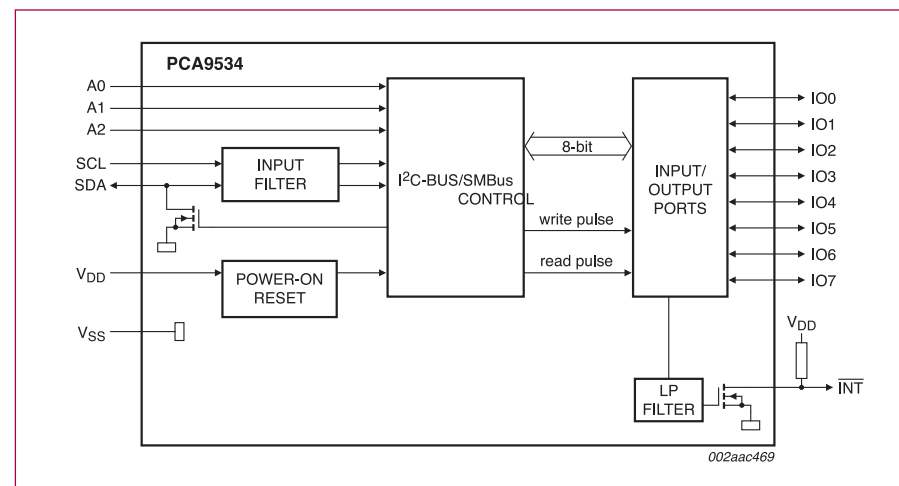 PCA9534
A0
A1
A2
SCL
SDA
INPUT
FILTER
I²C-BUS/SMBus
CONTROL
8-bit
write pulse
read pulse
INPUT/
OUTPUT
PORTS
IO0
IO1
IO2
IO3
IO4
IO5
IO6
IO7
VDD
POWER-ON
RESET
VSS
VDD
LP
FILTER
INT
002aac469